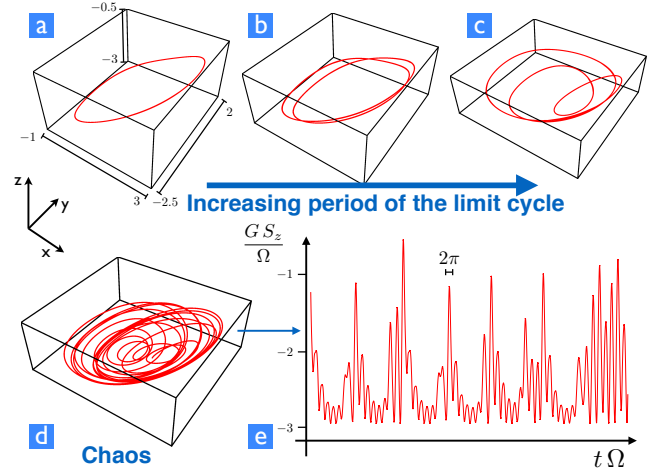 a
b
c
−0.5
−3
−1
2
3
−2.5
Increasing period of the limit cycle
z
y
x
G S_z
Ω
2π
−1
−2
−3
d
Chaos
e
t Ω